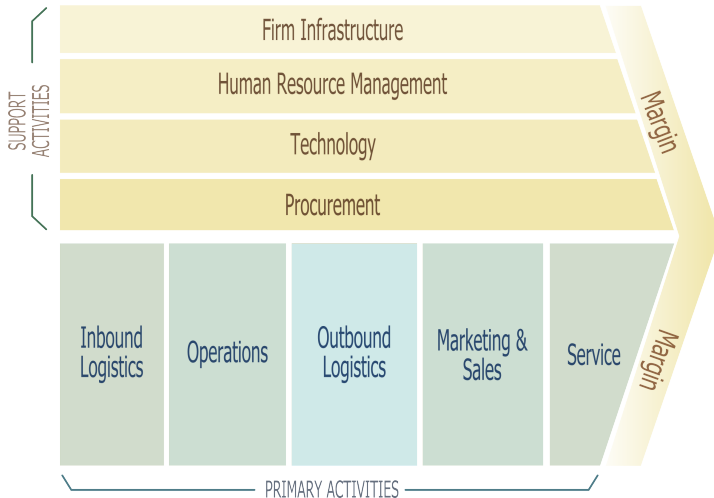 Firm Infrastructure
Human Resource Management
Technology
Procurement
SUPPORT
ACTIVITIES
Margin
Inbound
Logistics
Operations
Outbound
Logistics
Marketing &
Sales
Service
Margin
PRIMARY ACTIVITIES